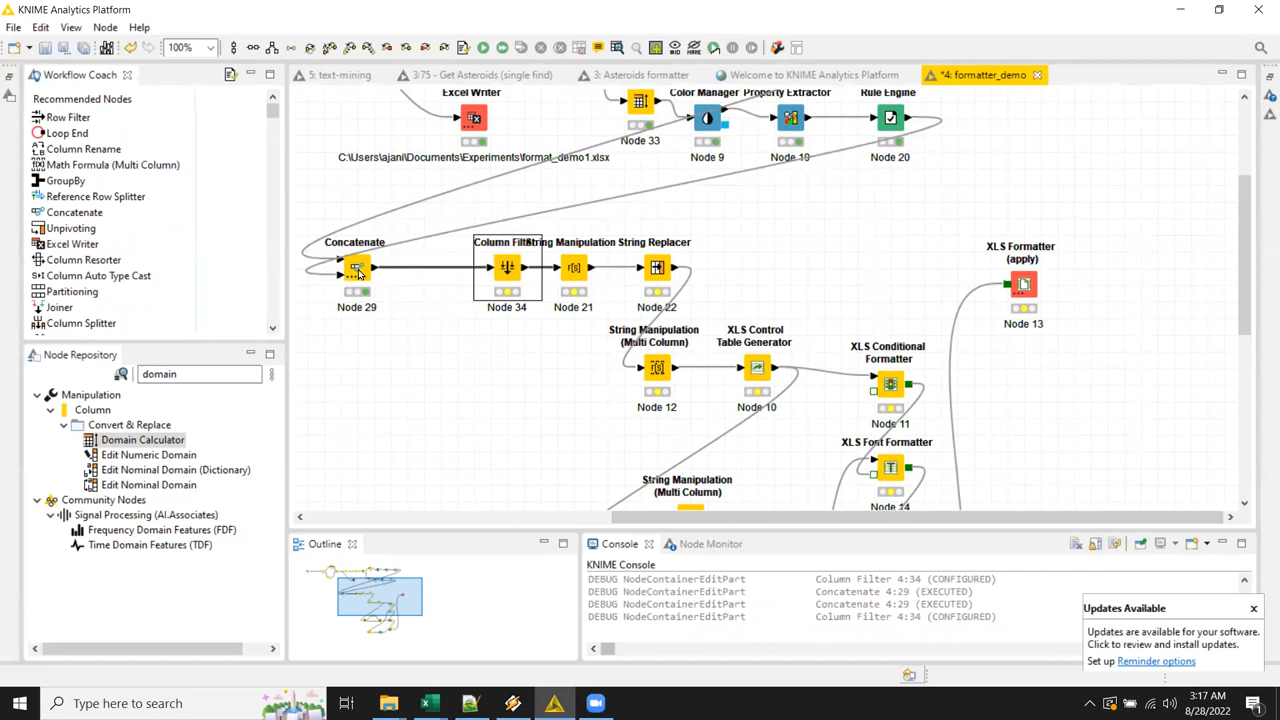 KNIME Analytics Platform
File Edit View Node Help
100%
Workflow Coach
5: text-mining
3:75 - Get Asteroids (single find)
3: Asteroids formatter
Welcome to KNIME Analytics Platform
*4: formatter_demo
Recommended Nodes
Row Filter
Loop End
Column Rename
Math Formula (Multi Column)
GroupBy
Reference Row Splitter
Concatenate
Unpivoting
Excel Writer
Column Resorter
Column Auto Type Cast
Partitioning
Joiner
Column Splitter
Node Repository
domain
Manipulation
Column
Convert & Replace
Domain Calculator
Edit Numeric Domain
Edit Nominal Domain (Dictionary)
Edit Nominal Domain
Community Nodes
Signal Processing (AI.Associates)
Frequency Domain Features (FDF)
Time Domain Features (TDF)
Excel Writer
C:\Users\ajani\Documents\Experiments\format_demo1.xlsx
Node 33
Color Manager
Node 9
Property Extractor
Node 19
Rule Engine
Node 20
Concatenate
Node 29
Column Filt
Node 34
String Manipulation
Node 21
String Replacer
Node 22
String Manipulation
(Multi Column)
Node 12
XLS Control
Table Generator
Node 10
XLS Conditional
Formatter
Node 11
XLS Font Formatter
Node 14
XLS Formatter
(apply)
Node 13
String Manipulation
(Multi Column)
Outline
Console
Node Monitor
KNIME Console
DEBUG NodeContainerEditPart Column Filter 4:34 (CONFIGURED)
DEBUG NodeContainerEditPart Concatenate 4:29 (EXECUTED)
DEBUG NodeContainerEditPart Concatenate 4:29 (EXECUTED)
DEBUG NodeContainerEditPart Column Filter 4:34 (CONFIGURED)
Updates Available
Updates are available for your software.
Click to review and install updates.
Set up Reminder options
Type here to search
3:17 AM
8/28/2022